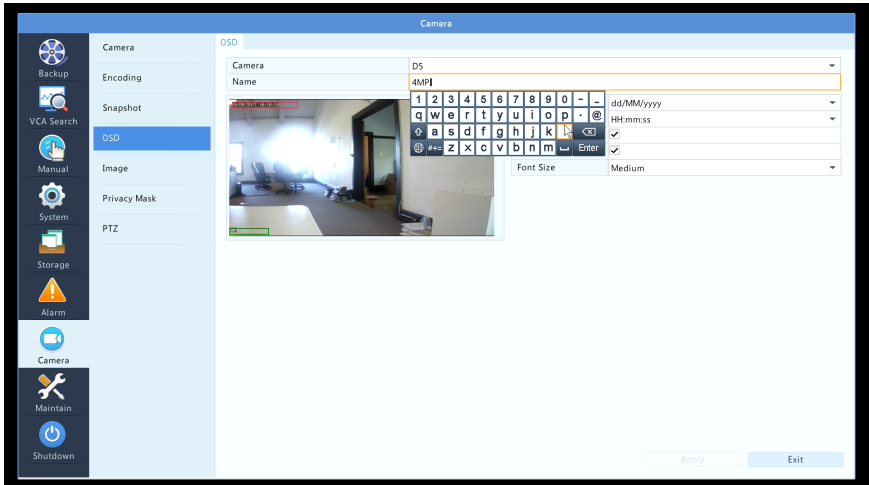 Camera
Backup
VCA Search
Manual
System
Storage
Alarm
Camera
Maintain
Shutdown
Camera
Encoding
Snapshot
OSD
Image
Privacy Mask
PTZ
OSD
Camera D5
Name 4MP
1 2 3 4 5 6 7 8 9 0 - _
q w e r t y u i o p . @
a s d f g h j k
#+= z x c v b n m Enter
dd/MM/yyyy
HH:mm:ss
Font Size Medium
Apply Exit